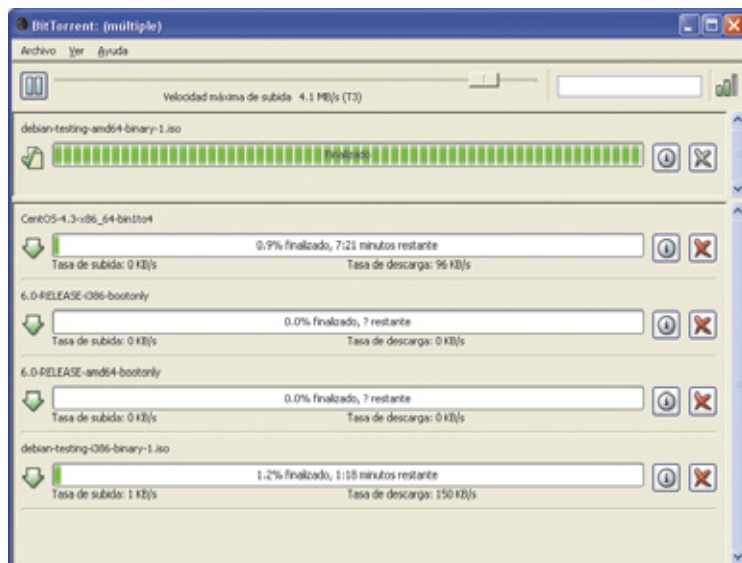 BitTorrent: (múltiple)
Archivo Ver Ayuda
Velocidad máxima de subida 4.1 MB/s (T3)
debian-testing-amd64-binary-1.iso
Finalizado
CentOS-4.3-x86_64-bin1to4
0.9% finalizado, 7:21 minutos restante
Tasa de subida: 0 KB/s Tasa de descarga: 96 KB/s
6.0-RELEASE-i386-bootonly
0.0% finalizado, ? restante
Tasa de subida: 0 KB/s Tasa de descarga: 0 KB/s
6.0-RELEASE-amd64-bootonly
0.0% finalizado, ? restante
Tasa de subida: 0 KB/s Tasa de descarga: 0 KB/s
debian-testing-i386-binary-1.iso
1.2% finalizado, 1:18 minutos restante
Tasa de subida: 1 KB/s Tasa de descarga: 150 KB/s